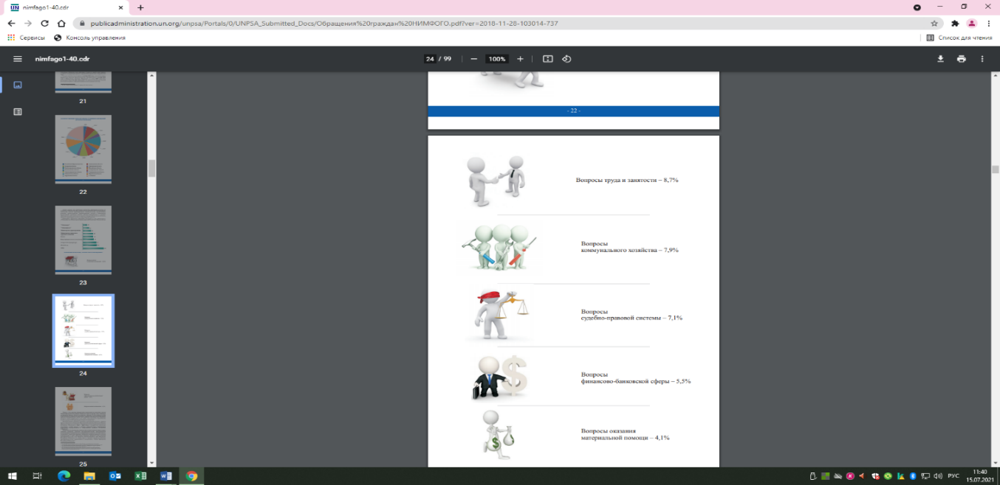 nimfago1-40.cdr
publicadministration.un.org/unpsa/Portals/0/UNPSA_Submitted_Docs/Обращения%20граждан%20НИМФОГО.pdf?ver=2018-11-28-103014-737
Сервисы Консоль управления Список для чтения
nimfago1-40.cdr 24 / 99 100%
21
22
23
24
25
- 22 -
Вопросы труда и занятости – 8,7%
Вопросы
коммунального хозяйства – 7,9%
Вопросы
судебно-правовой системы – 7,1%
Вопросы
финансово-банковской сферы – 5,5%
Вопросы оказания
материальной помощи – 4,1%
РУС
11:40
15.07.2021